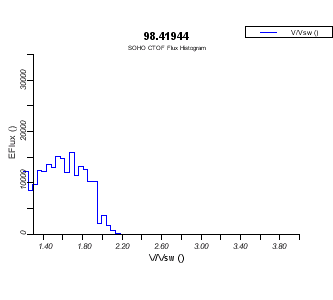 98.41944
SOHO CTOF Flux Histogram
V/Vsw ()
EFlux ()
30000
20000
10000
0
1.40 1.80 2.20 2.60 3.00 3.40 3.80
V/Vsw ()